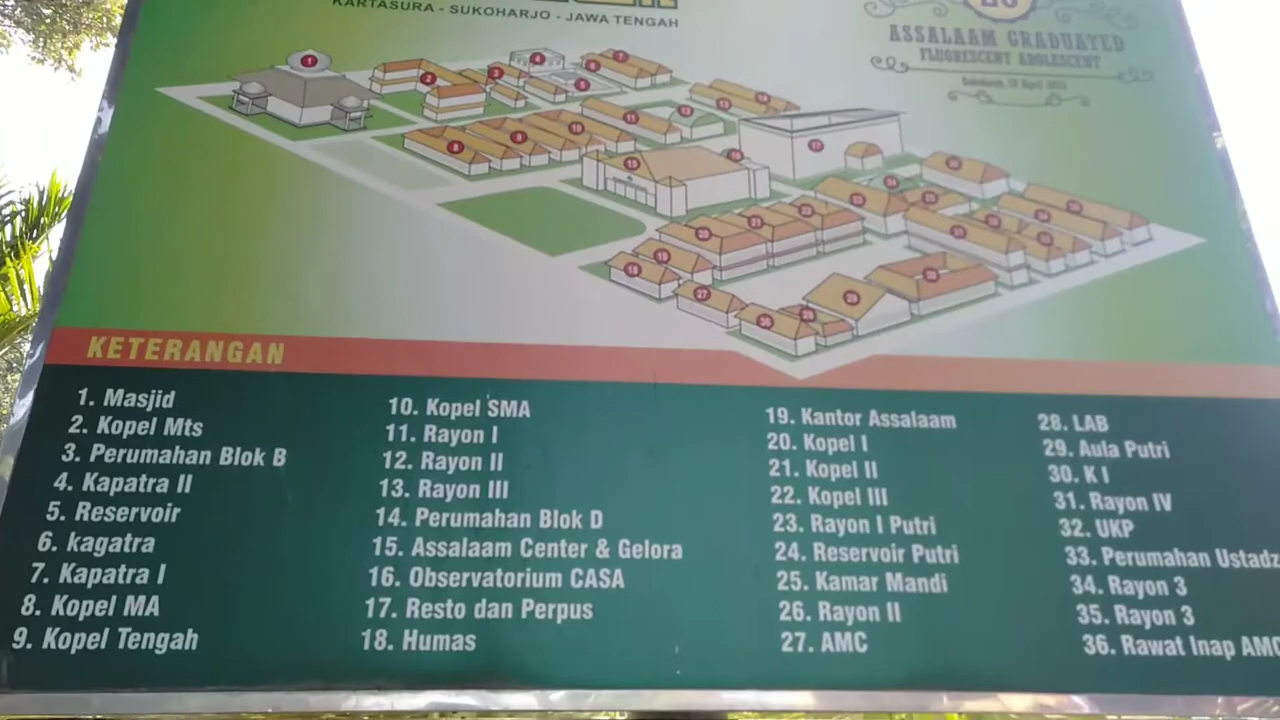 KARTASURA - SUKOHARJO - JAWA TENGAH
ASSALAAM GRADUATED
FLUORESCENT ADOLESCENT
KETERANGAN
1. Masjid
2. Kopel Mts
3. Perumahan Blok B
4. Kapatra II
5. Reservoir
6. kagatra
7. Kapatra I
8. Kopel MA
9. Kopel Tengah
10. Kopel SMA
11. Rayon I
12. Rayon II
13. Rayon III
14. Perumahan Blok D
15. Assalaam Center & Gelora
16. Observatorium CASA
17. Resto dan Perpus
18. Humas
19. Kantor Assalaam
20. Kopel I
21. Kopel II
22. Kopel III
23. Rayon I Putri
24. Reservoir Putri
25. Kamar Mandi
26. Rayon II
27. AMC
28. LAB
29. Aula Putri
30. K I
31. Rayon IV
32. UKP
33. Perumahan Ustadz
34. Rayon 3
35. Rayon 3
36. Rawat Inap AMC